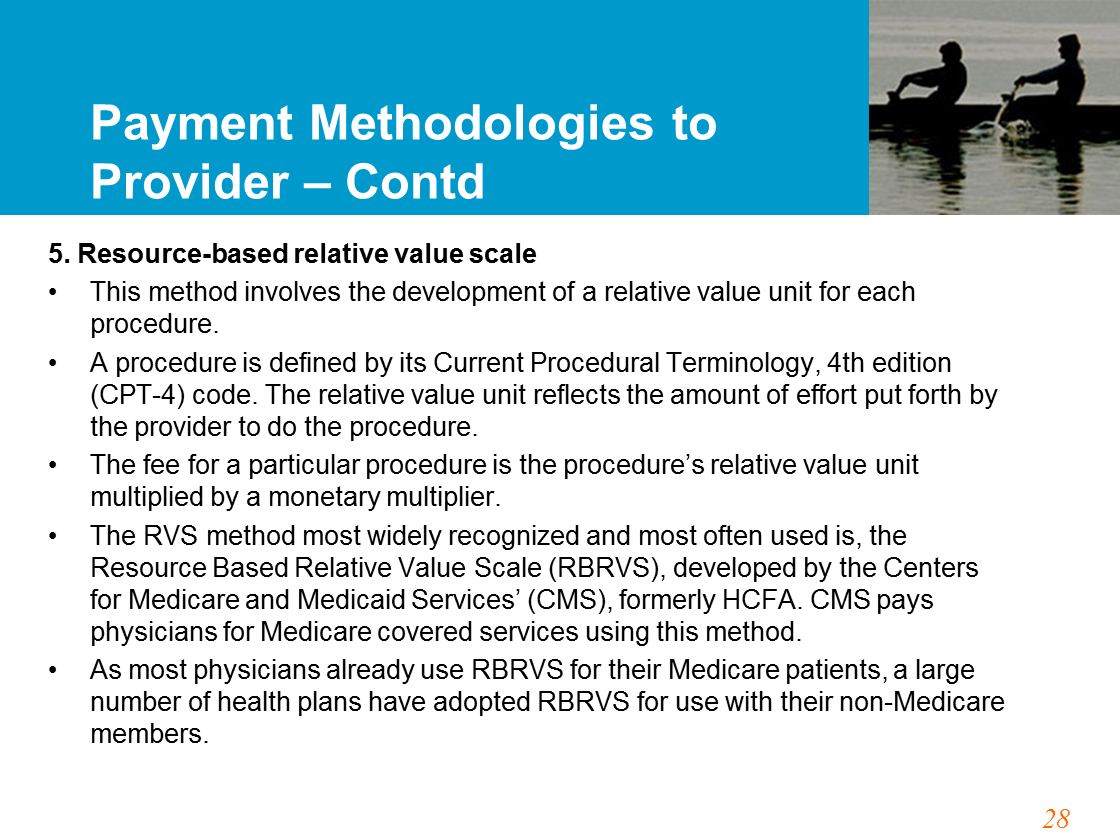 Payment Methodologies to
Provider – Contd
5. Resource-based relative value scale
• This method involves the development of a relative value unit for each
procedure.
• A procedure is defined by its Current Procedural Terminology, 4th edition
(CPT-4) code. The relative value unit reflects the amount of effort put forth by
the provider to do the procedure.
• The fee for a particular procedure is the procedure’s relative value unit
multiplied by a monetary multiplier.
• The RVS method most widely recognized and most often used is, the
Resource Based Relative Value Scale (RBRVS), developed by the Centers
for Medicare and Medicaid Services’ (CMS), formerly HCFA. CMS pays
physicians for Medicare covered services using this method.
• As most physicians already use RBRVS for their Medicare patients, a large
number of health plans have adopted RBRVS for use with their non-Medicare
members.
28